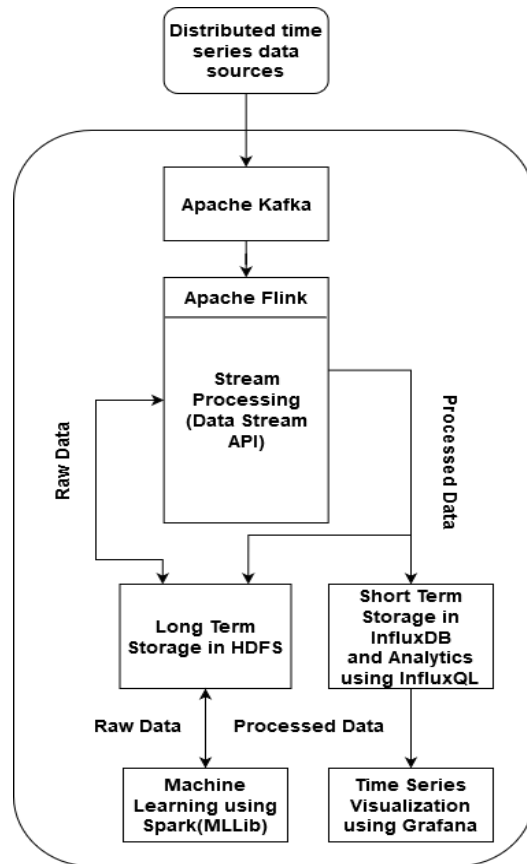 Distributed time
series data
sources
Apache Kafka
Apache Flink
Stream
Processing
(Data Stream
API)
Raw Data
Processed Data
Long Term
Storage in HDFS
Short Term
Storage in
InfluxDB
and Analytics
using InfluxQL
Raw Data
Processed Data
Machine
Learning using
Spark(MLLib)
Time Series
Visualization
using Grafana